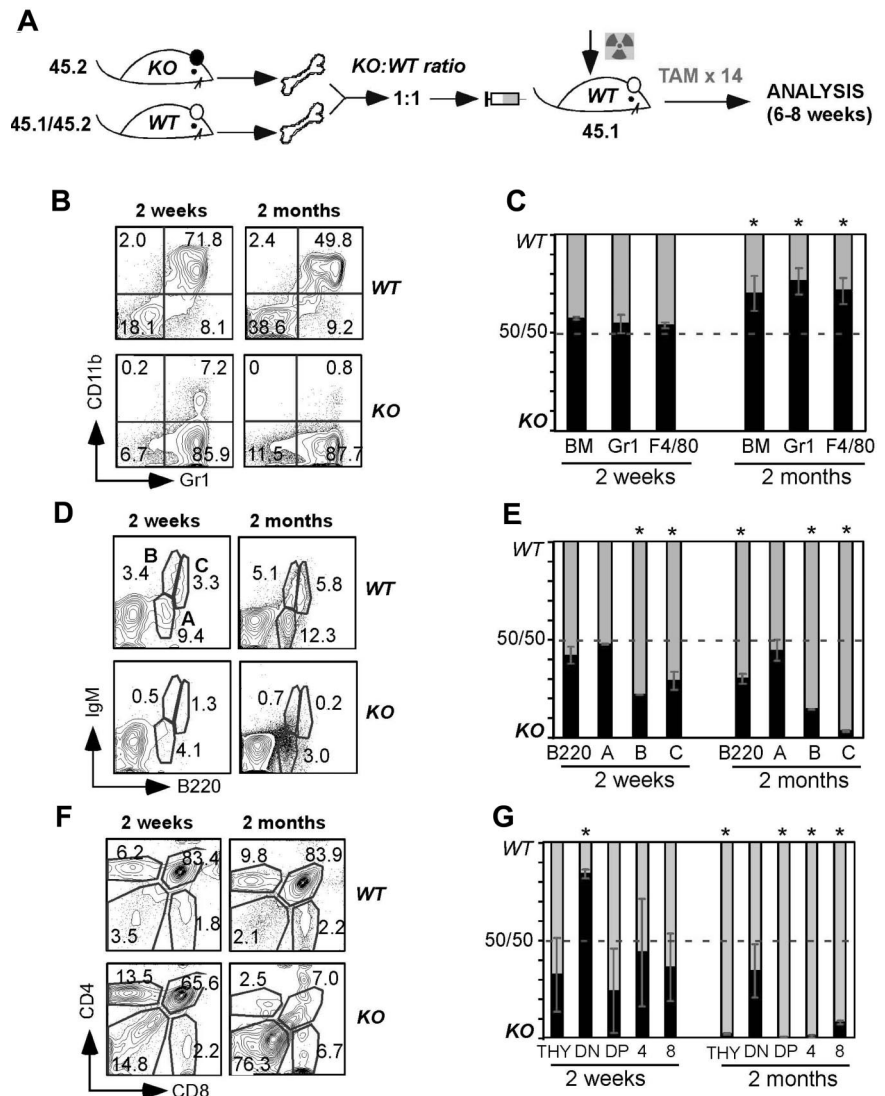 A
45.2
KO
45.1/45.2
WT
KO:WT ratio
1:1
WT
45.1
TAM x 14
ANALYSIS
(6-8 weeks)
B
2 weeks
2 months
2.0
71.8
18.1
8.1
2.4
49.8
38.6
9.2
WT
0.2
7.2
6.7
85.9
0
0.8
11,5
87.7
KO
CD11b
Gr1
C
WT
50/50
KO
* * *
BM Gr1 F4/80
2 weeks
BM Gr1 F4/80
2 months
D
2 weeks
2 months
B
C
A
3.4
3.3
9.4
5.1
5.8
12.3
WT
0.5
1.3
4.1
0.7
0.2
3.0
KO
IgM
B220
E
WT
50/50
KO
* * * * *
B220 A B C
2 weeks
B220 A B C
2 months
F
2 weeks
2 months
6.2
83.4
3.5
1.8
9.8
83.9
2.1
2.2
WT
13.5
65.6
14.8
2.2
2.5
7.0
76.3
6.7
KO
CD4
CD8
G
WT
50/50
KO
* * * * *
THY DN DP 4 8
2 weeks
THY DN DP 4 8
2 months